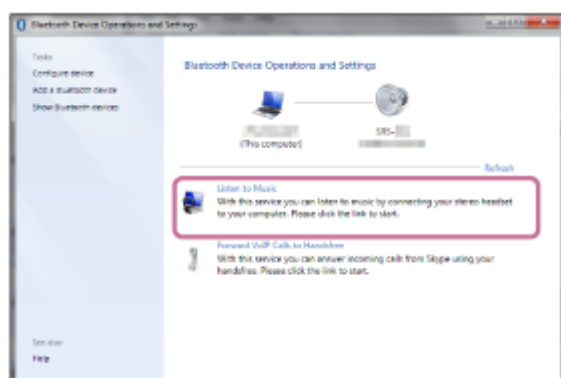 Bluetooth Device Operations and Settings
Tasks
Configure device
Add a Bluetooth device
Show Bluetooth devices
See also
Help
Bluetooth Device Operations and Settings
(This computer)
SRS-
Refresh
Listen to Music
With this service you can listen to music by connecting your stereo headset
to your computer. Please click the link to start.
Forward VoIP Calls to Handsfree
With this service you can answer incoming calls from Skype using your
handsfree. Please click the link to start.